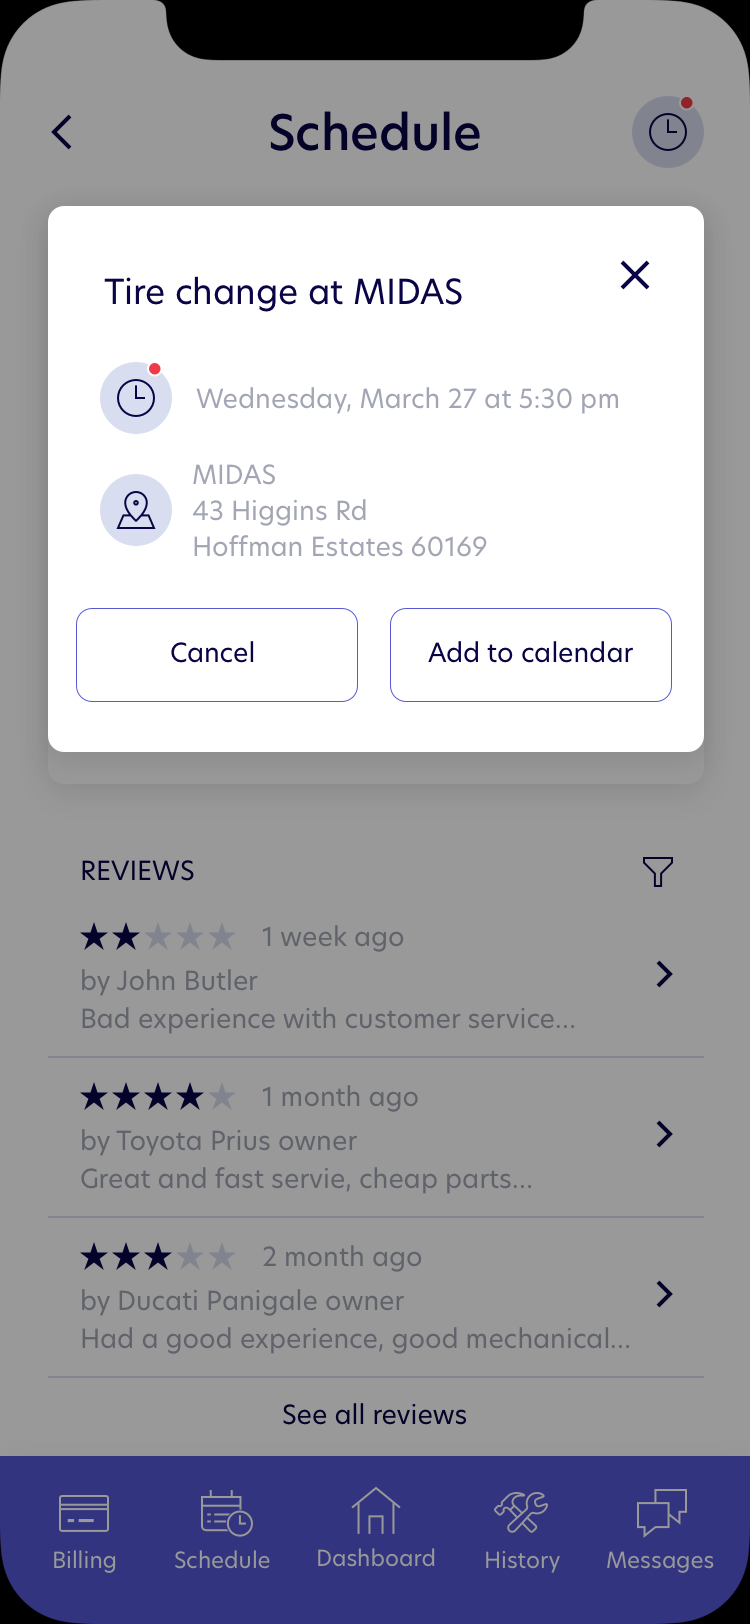 Schedule
Tire change at MIDAS
Wednesday, March 27 at 5:30 pm
MIDAS
43 Higgins Rd
Hoffman Estates 60169
Cancel
Add to calendar
REVIEWS
1 week ago
by John Butler
Bad experience with customer service...
1 month ago
by Toyota Prius owner
Great and fast servie, cheap parts...
2 month ago
by Ducati Panigale owner
Had a good experience, good mechanical...
See all reviews
Billing
Schedule
Dashboard
History
Messages